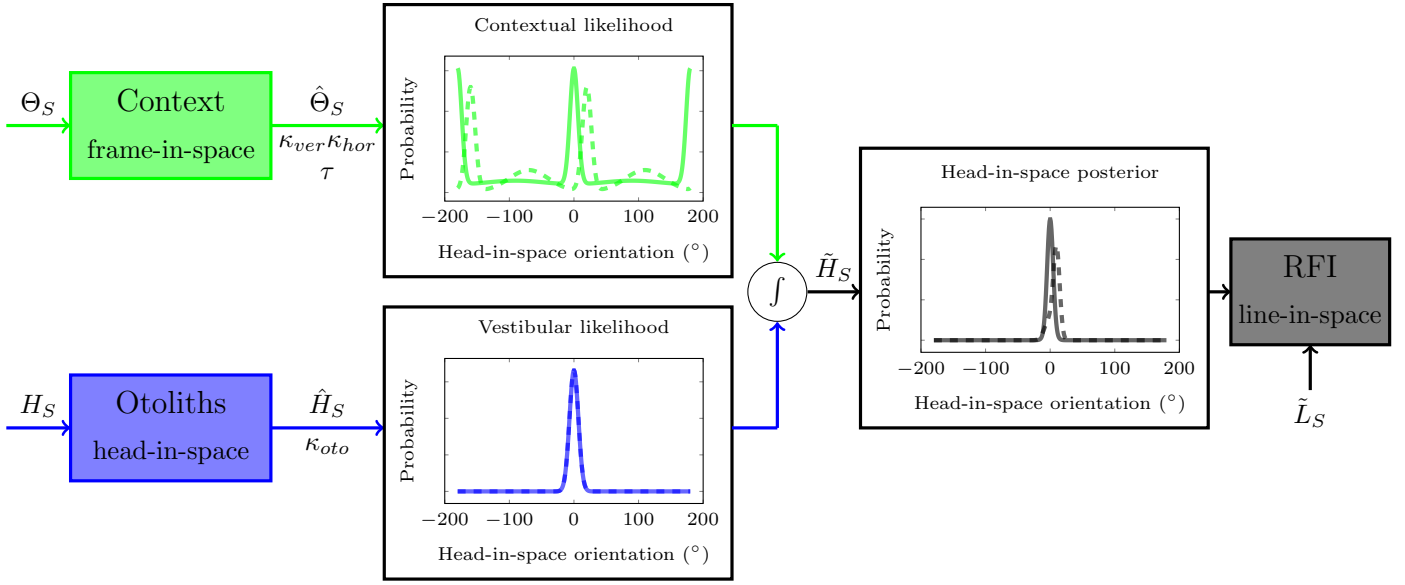 Θ_S
Context
frame-in-space
Θ̂_S
κ_ver κ_hor
τ
Contextual likelihood
Probability
−200 −100 0 100 200
Head-in-space orientation (°)
H_S
Otoliths
head-in-space
Ĥ_S
κ_oto
Vestibular likelihood
Probability
−200 −100 0 100 200
Head-in-space orientation (°)
∫
H̃_S
Head-in-space posterior
Probability
−200 −100 0 100 200
Head-in-space orientation (°)
RFI
line-in-space
L̃_S